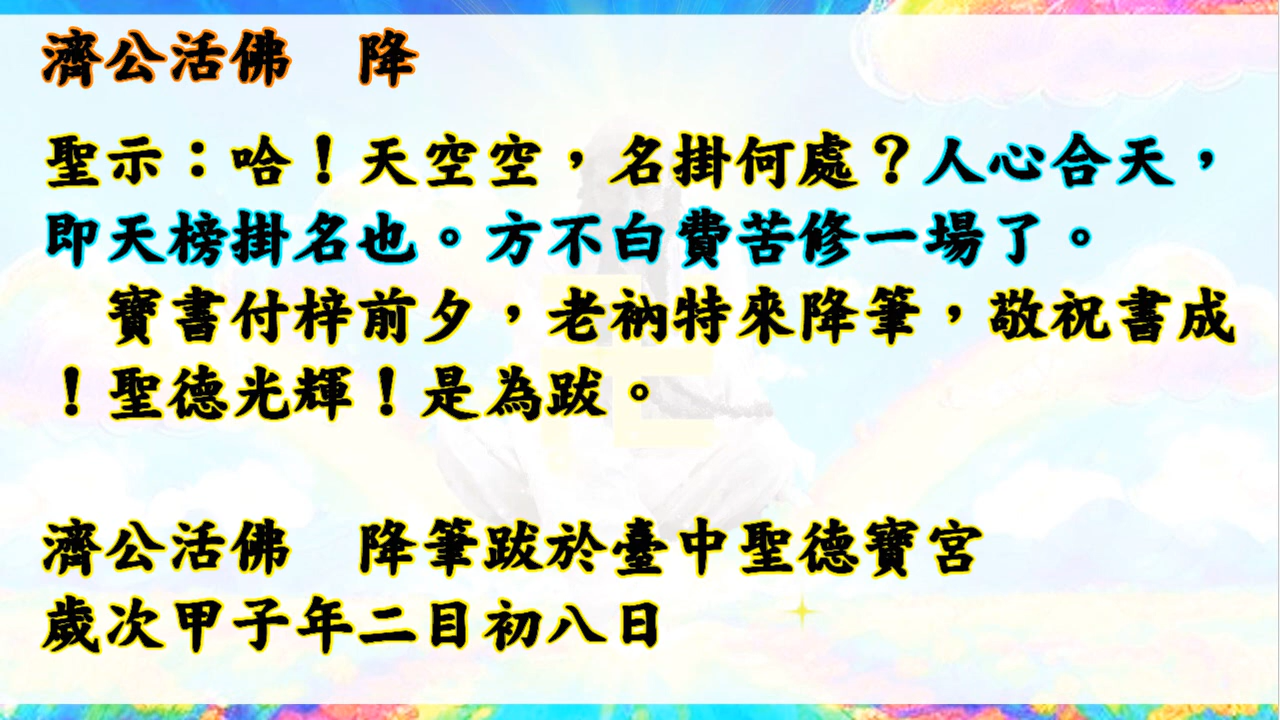 濟公活佛　降
聖示：哈！天空空，名掛何處？人心合天，
即天榜掛名也。方不白費苦修一場了。
　寶書付梓前夕，老衲特來降筆，敬祝書成
！聖德光輝！是為跋。
濟公活佛　降筆跋於臺中聖德寶宮
歲次甲子年二目初八日